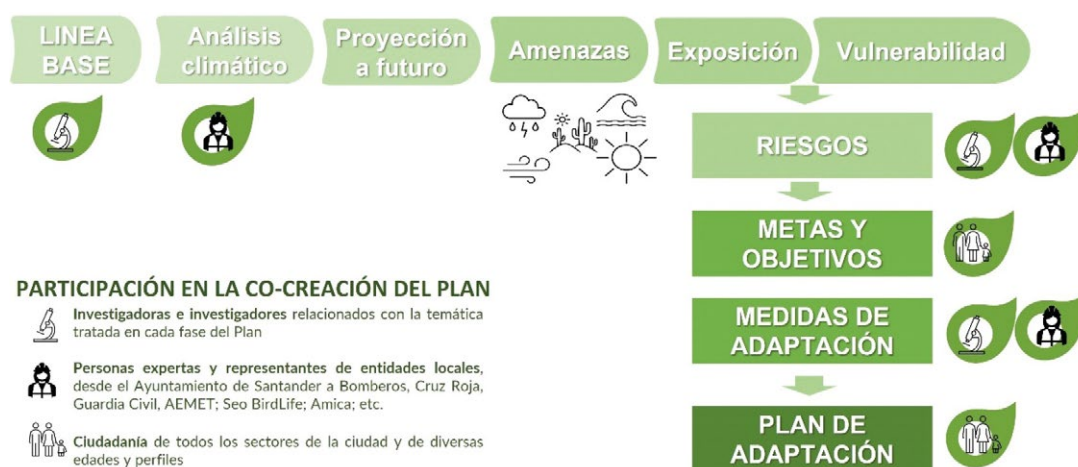 LINEA
BASE
Análisis
climático
Proyección
a futuro
Amenazas
Exposición
Vulnerabilidad
RIESGOS
METAS Y
OBJETIVOS
MEDIDAS DE
ADAPTACIÓN
PLAN DE
ADAPTACIÓN
PARTICIPACIÓN EN LA CO-CREACIÓN DEL PLAN
Investigadoras e investigadores relacionados con la temática
tratada en cada fase del Plan
Personas expertas y representantes de entidades locales,
desde el Ayuntamiento de Santander a Bomberos, Cruz Roja,
Guardia Civil, AEMET; Seo BirdLife; Amica; etc.
Ciudadanía de todos los sectores de la ciudad y de diversas
edades y perfiles